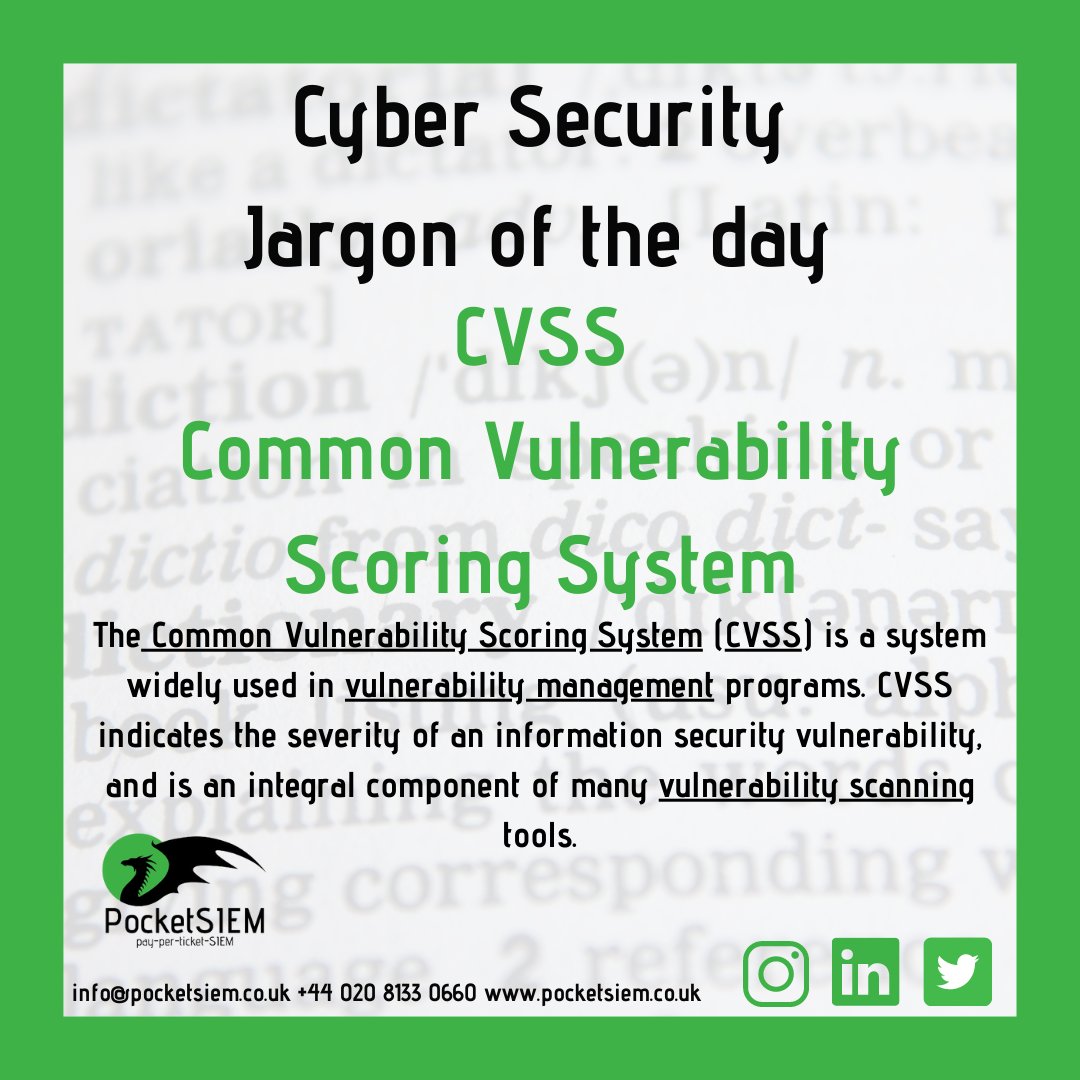 Cyber Security
Jargon of the day
CVSS
Common Vulnerability
Scoring System
The Common Vulnerability Scoring System (CVSS) is a system
widely used in vulnerability management programs. CVSS
indicates the severity of an information security vulnerability,
and is an integral component of many vulnerability scanning
tools.
PocketSIEM
pay-per-ticket-SIEM
info@pocketsiem.co.uk +44 020 8133 0660 www.pocketsiem.co.uk
in